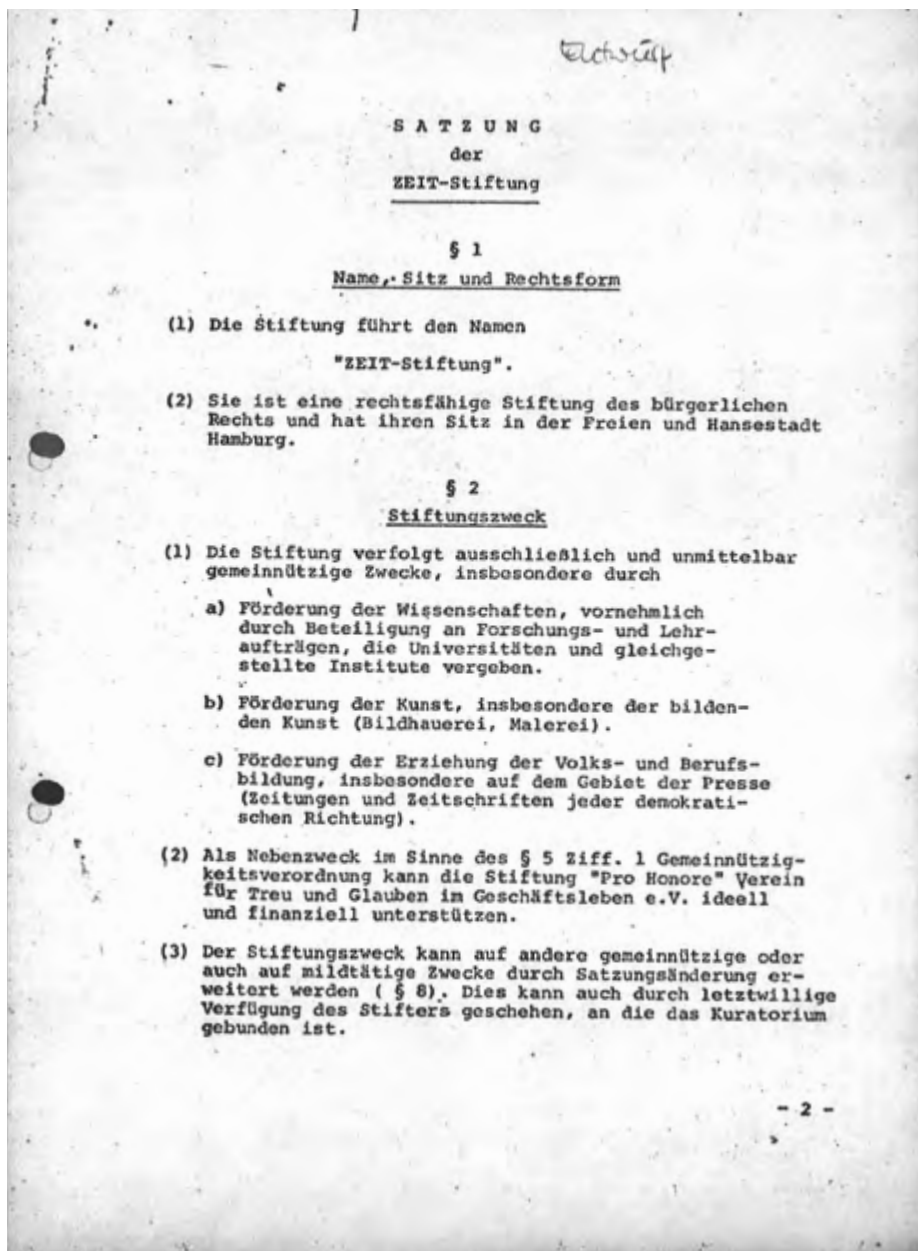 Entwurf
SATZUNG
der
ZEIT-Stiftung
§ 1
Name, Sitz und Rechtsform
(1) Die Stiftung führt den Namen
"ZEIT-Stiftung".
(2) Sie ist eine rechtsfähige Stiftung des bürgerlichen
Rechts und hat ihren Sitz in der Freien und Hansestadt
Hamburg.
§ 2
Stiftungszweck
(1) Die Stiftung verfolgt ausschließlich und unmittelbar
gemeinnützige Zwecke, insbesondere durch
a) Förderung der Wissenschaften, vornehmlich
durch Beteiligung an Forschungs- und Lehr-
aufträgen, die Universitäten und gleichge-
stellte Institute vergeben.
b) Förderung der Kunst, insbesondere der bilden-
den Kunst (Bildhauerei, Malerei).
c) Förderung der Erziehung der Volks- und Berufs-
bildung, insbesondere auf dem Gebiet der Presse
(Zeitungen und Zeitschriften jeder demokrati-
schen Richtung).
(2) Als Nebenzweck im Sinne des § 5 Ziff. 1 Gemeinnützig-
keitsverordnung kann die Stiftung "Pro Honore" Verein
für Treu und Glauben im Geschäftsleben e.V. ideell
und finanziell unterstützen.
(3) Der Stiftungszweck kann auf andere gemeinnützige oder
auch auf mildtätige Zwecke durch Satzungsänderung er-
weitert werden ( § 8). Dies kann auch durch letztwillige
Verfügung des Stifters geschehen, an die das Kuratorium
gebunden ist.
- 2 -